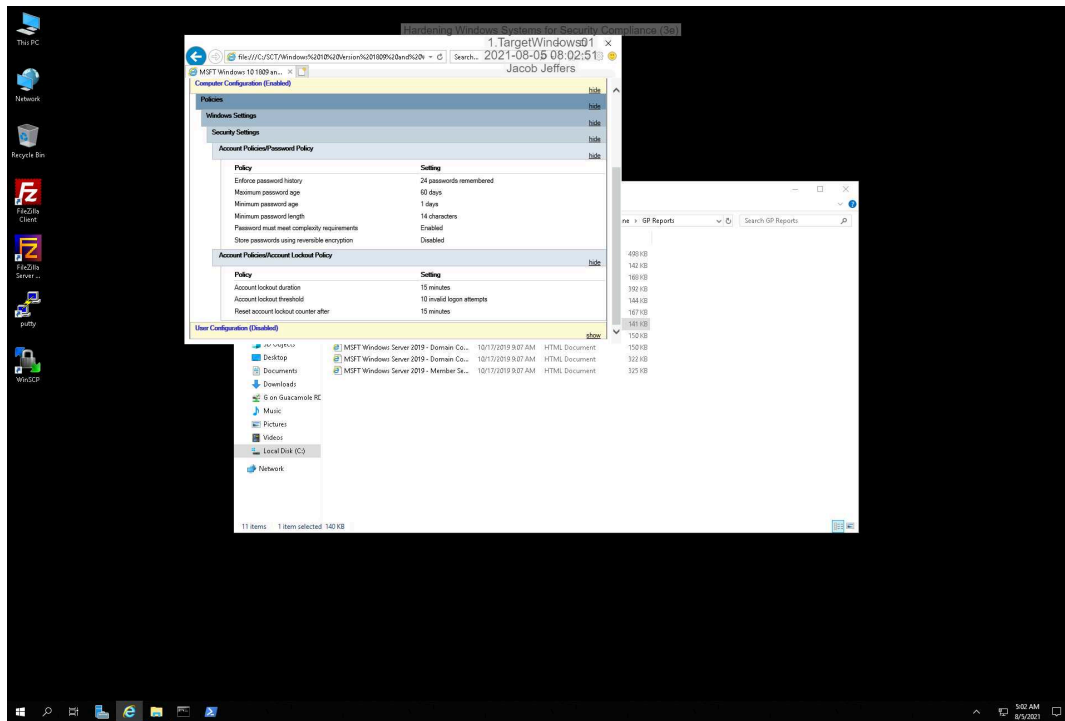 Hardening Windows Systems for Security Compliance (3e)
1.TargetWindows01
2021-08-05 08:02:51
Jacob Jeffers
This PC
Network
Recycle Bin
FileZilla
Client
FileZilla
Server ...
putty
WinSCP
Search...
MSFT Windows 10 1809 an...
Computer Configuration (Enabled)
hide
Policies
hide
Windows Settings
hide
Security Settings
hide
Account Policies/Password Policy
hide
Policy Setting
Enforce password history 24 passwords remembered
Maximum password age 60 days
Minimum password age 1 days
Minimum password length 14 characters
Password must meet complexity requirements Enabled
Store passwords using reversible encryption Disabled
Account Policies/Account Lockout Policy
hide
Policy Setting
Account lockout duration 15 minutes
Account lockout threshold 10 invalid logon attempts
Reset account lockout counter after 15 minutes
User Configuration (Disabled)
show
ne › GP Reports
Search GP Reports
498 KB
142 KB
168 KB
392 KB
144 KB
167 KB
141 KB
150 KB
MSFT Windows Server 2019 - Domain Co... 10/17/2019 9:07 AM HTML Document 150 KB
MSFT Windows Server 2019 - Domain Co... 10/17/2019 9:07 AM HTML Document 322 KB
MSFT Windows Server 2019 - Member Se... 10/17/2019 9:07 AM HTML Document 325 KB
3D Objects
Desktop
Documents
Downloads
G on Guacamole RD
Music
Pictures
Videos
Local Disk (C:)
Network
11 items 1 item selected 140 KB
5:02 AM
8/5/2021